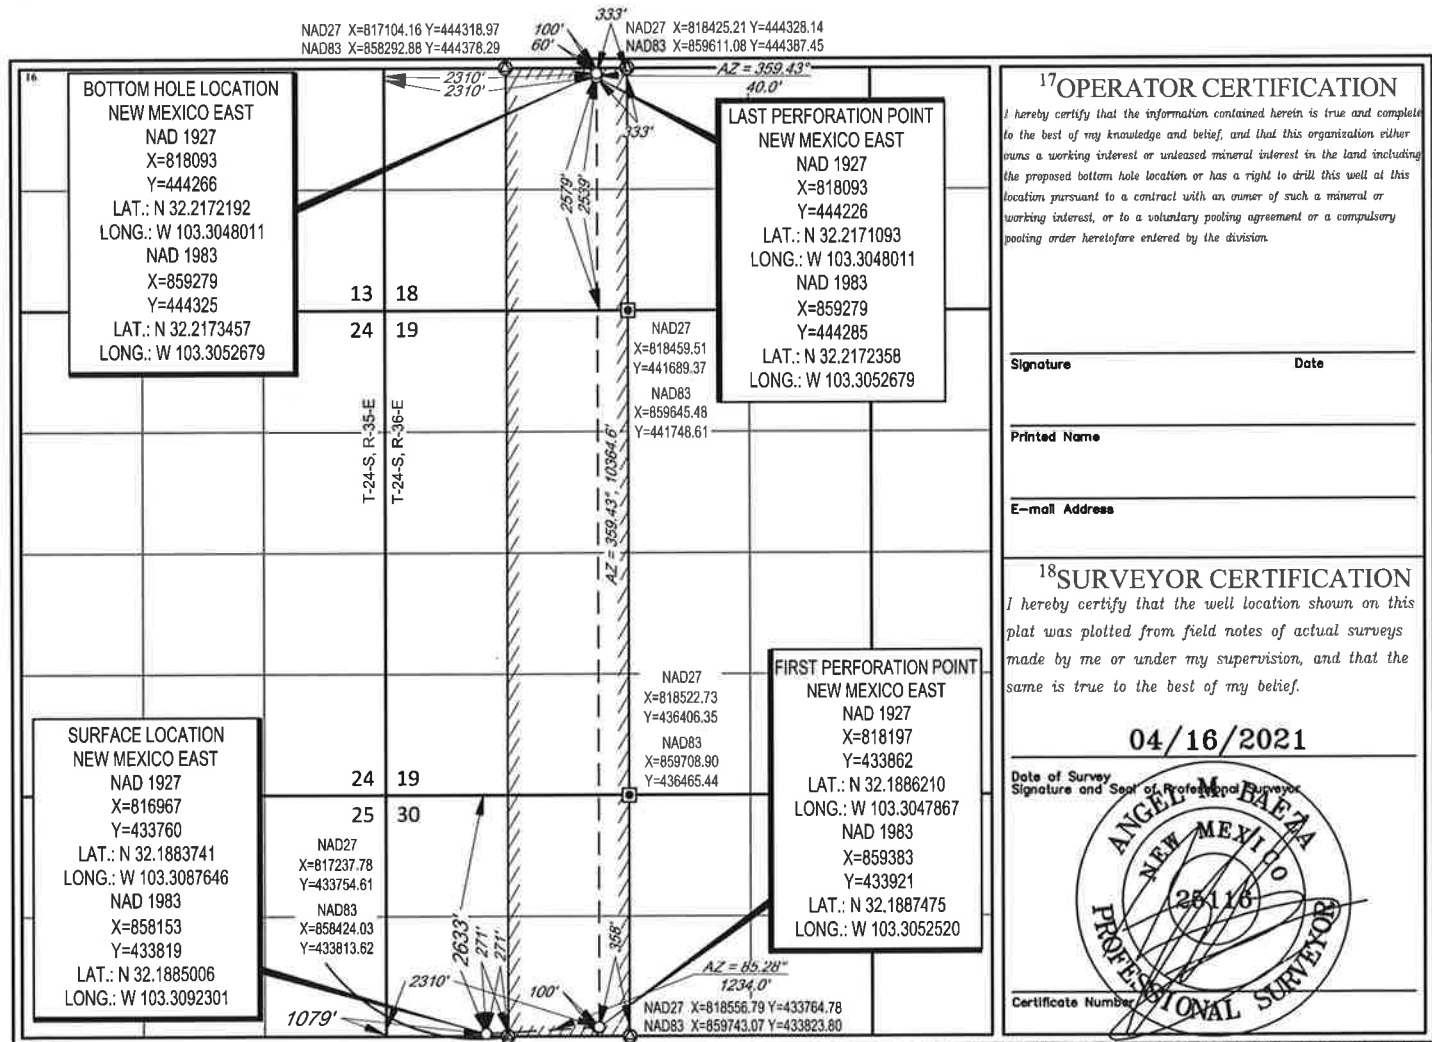 NAD27 X=817104.16 Y=444318.97
NAD83 X=858292.88 Y=444378.29
100'
60'
333'
NAD27 X=818425.21 Y=444328.14
NAD83 X=859611.08 Y=444387.45
16
2310'
2310'
AZ = 359.43°
40.0'
333'
2579'
2539'
BOTTOM HOLE LOCATION
NEW MEXICO EAST
NAD 1927
X=818093
Y=444266
LAT.: N 32.2172192
LONG.: W 103.3048011
NAD 1983
X=859279
Y=444325
LAT.: N 32.2173457
LONG.: W 103.3052679
LAST PERFORATION POINT
NEW MEXICO EAST
NAD 1927
X=818093
Y=444226
LAT.: N 32.2171093
LONG.: W 103.3048011
NAD 1983
X=859279
Y=444285
LAT.: N 32.2172358
LONG.: W 103.3052679
13 18
24 19
NAD27
X=818459.51
Y=441689.37
NAD83
X=859645.48
Y=441748.61
T-24-S, R-35-E
T-24-S, R-36-E
AZ = 359.43°, 10364.6'
NAD27
X=818522.73
Y=436406.35
NAD83
X=859708.90
Y=436465.44
24 19
25 30
SURFACE LOCATION
NEW MEXICO EAST
NAD 1927
X=816967
Y=433760
LAT.: N 32.1883741
LONG.: W 103.3087646
NAD 1983
X=858153
Y=433819
LAT.: N 32.1885006
LONG.: W 103.3092301
NAD27
X=817237.78
Y=433754.61
NAD83
X=858424.03
Y=433813.62
FIRST PERFORATION POINT
NEW MEXICO EAST
NAD 1927
X=818197
Y=433862
LAT.: N 32.1886210
LONG.: W 103.3047867
NAD 1983
X=859383
Y=433921
LAT.: N 32.1887475
LONG.: W 103.3052520
2633'
271'
271'
358'
2310'
100'
1079'
AZ = 85.28°
1234.0'
NAD27 X=818556.79 Y=433764.78
NAD83 X=859743.07 Y=433823.80
17 OPERATOR CERTIFICATION
I hereby certify that the information contained herein is true and complete
to the best of my knowledge and belief, and that this organization either
owns a working interest or unleased mineral interest in the land including
the proposed bottom hole location or has a right to drill this well at this
location pursuant to a contract with an owner of such a mineral or
working interest, or to a voluntary pooling agreement or a compulsory
pooling order heretofore entered by the division.
Signature Date
Printed Name
E-mail Address
18 SURVEYOR CERTIFICATION
I hereby certify that the well location shown on this
plat was plotted from field notes of actual surveys
made by me or under my supervision, and that the
same is true to the best of my belief.
04/16/2021
Date of Survey
Signature and Seal of Professional Surveyor
ANGEL M. BAEZA
NEW MEXICO
25116
PROFESSIONAL SURVEYOR
Certificate Number